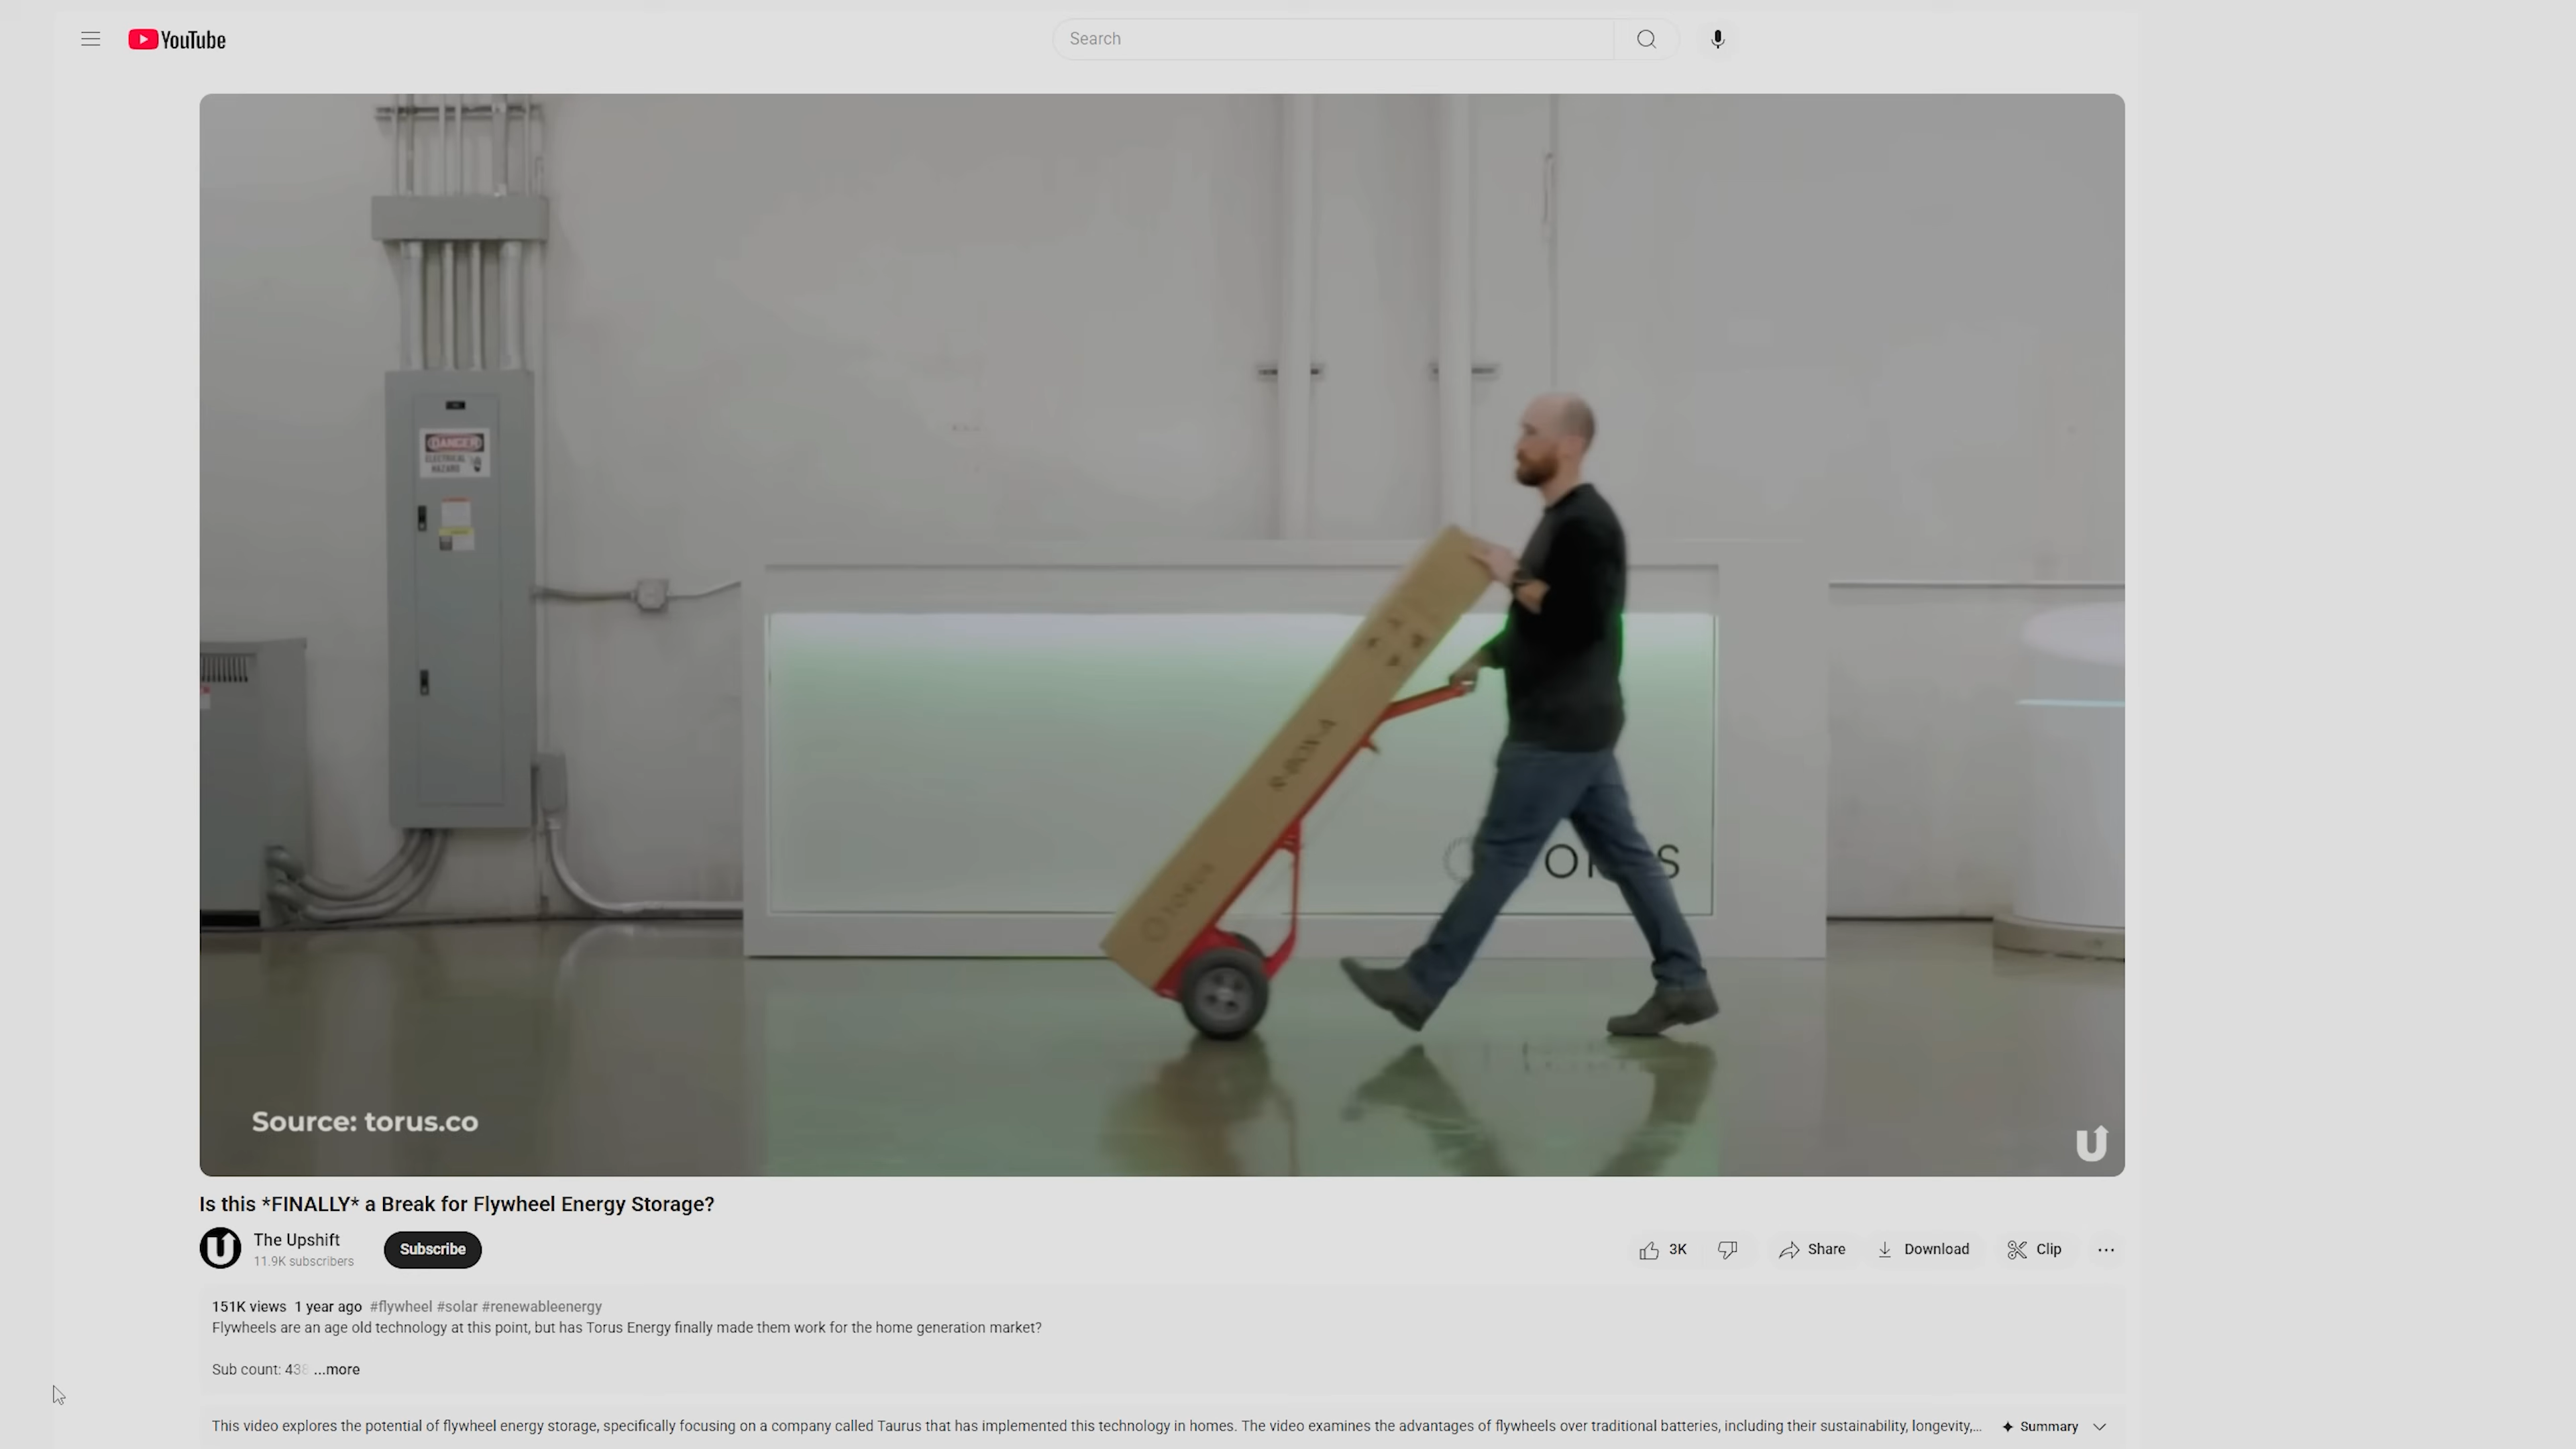 YouTube
Search
DANGER
ELECTRICAL
HAZARD
TORUS
Source: torus.co
Is this *FINALLY* a Break for Flywheel Energy Storage?
The Upshift
11.9K subscribers
Subscribe
3K
Share
Download
Clip
151K views 1 year ago #flywheel #solar #renewableenergy
Flywheels are an age old technology at this point, but has Torus Energy finally made them work for the home generation market?
Sub count: 438 ...more
This video explores the potential of flywheel energy storage, specifically focusing on a company called Taurus that has implemented this technology in homes. The video examines the advantages of flywheels over traditional batteries, including their sustainability, longevity,...
Summary